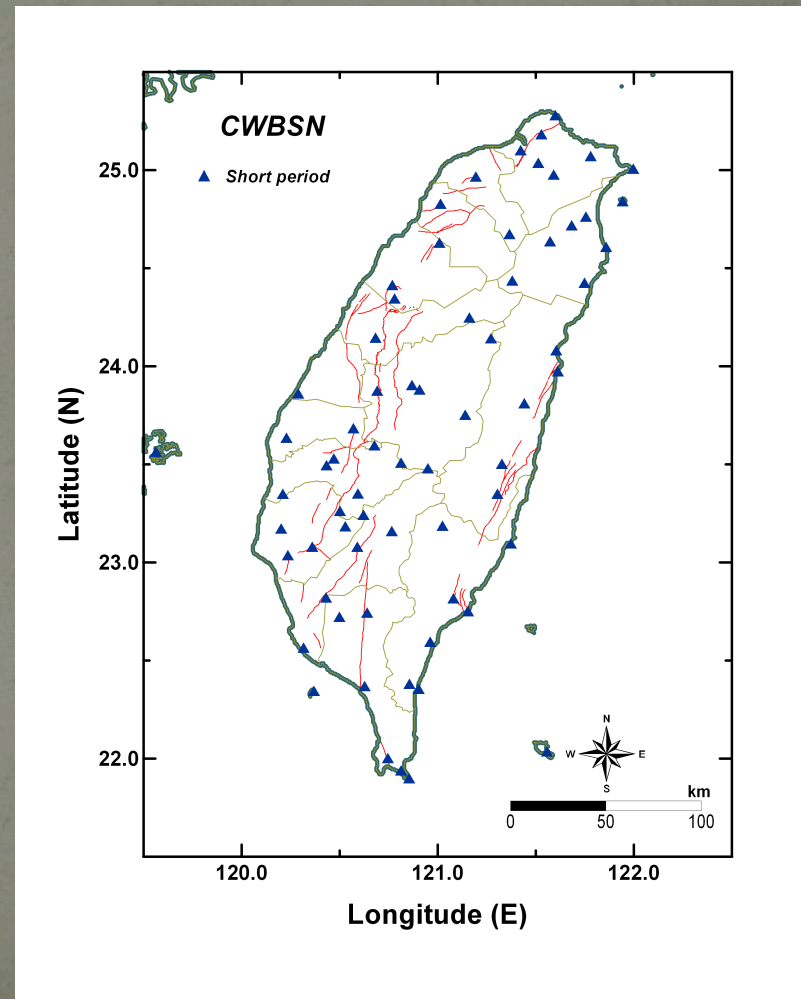 CWBSN
Short period
25.0
24.0
23.0
22.0
Latitude (N)
N
W
E
S
km
0
50
100
120.0
121.0
122.0
Longitude (E)